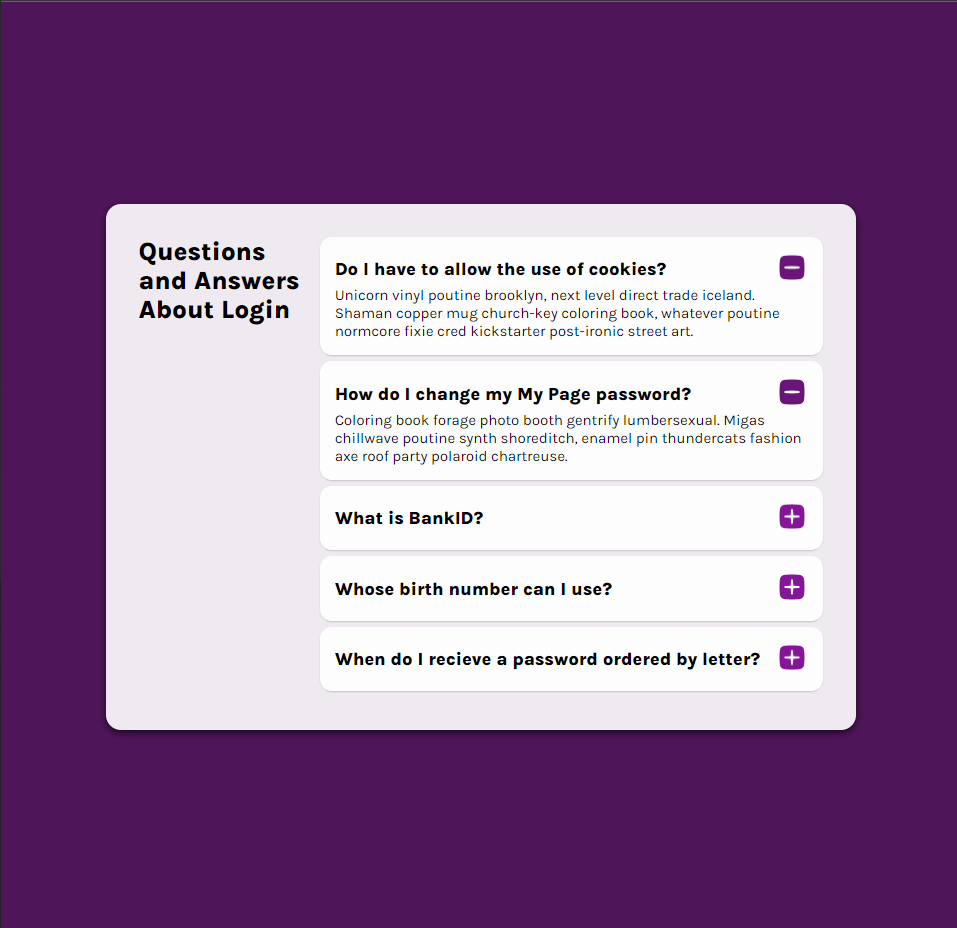 Questions
and Answers
About Login
Do I have to allow the use of cookies?
Unicorn vinyl poutine brooklyn, next level direct trade iceland.
Shaman copper mug church-key coloring book, whatever poutine
normcore fixie cred kickstarter post-ironic street art.
How do I change my My Page password?
Coloring book forage photo booth gentrify lumbersexual. Migas
chillwave poutine synth shoreditch, enamel pin thundercats fashion
axe roof party polaroid chartreuse.
What is BankID?
Whose birth number can I use?
When do I recieve a password ordered by letter?